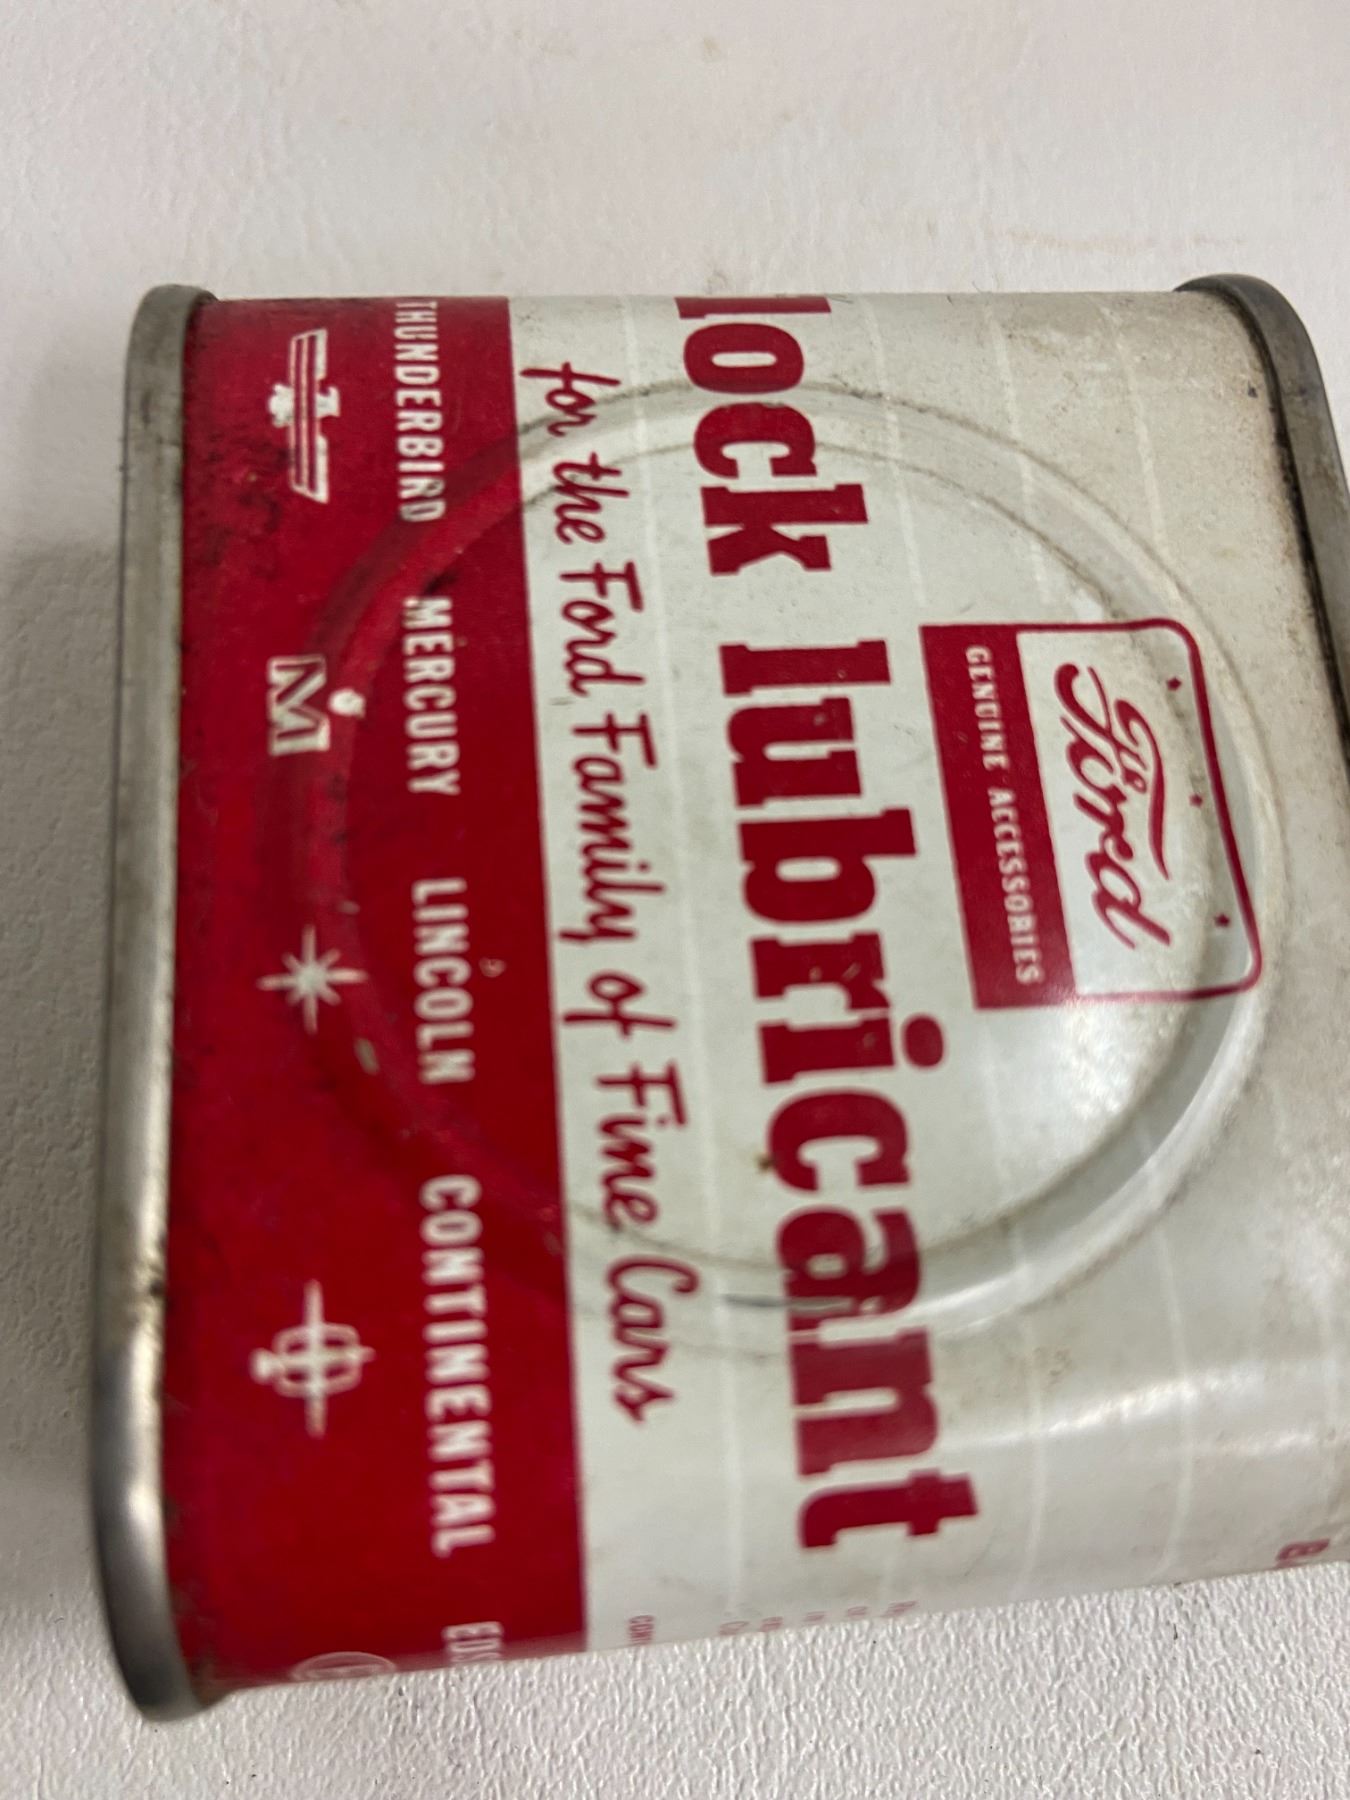 Ford
GENUINE ACCESSORIES
lock lubricant
for the Ford Family of Fine Cars
THUNDERBIRD MERCURY LINCOLN CONTINENTAL
M